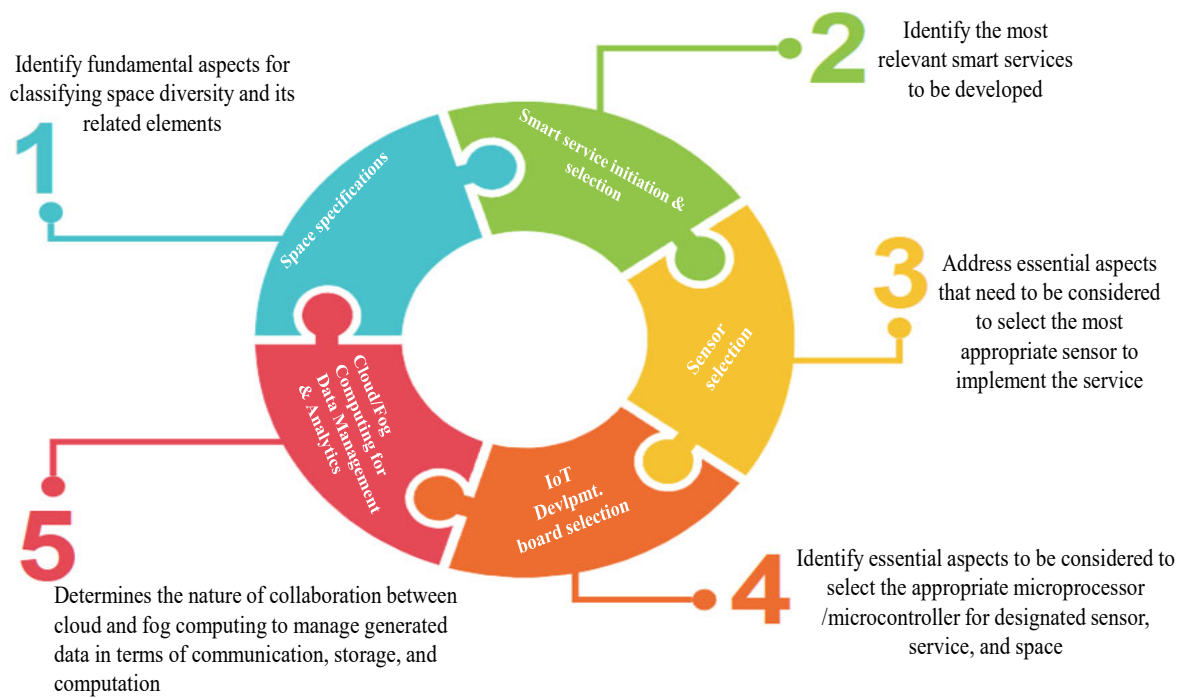 1
Identify fundamental aspects for
classifying space diversity and its
related elements
Space specifications
2
Identify the most
relevant smart services
to be developed
Smart service initiation &
selection
3
Address essential aspects
that need to be considered
to select the most
appropriate sensor to
implement the service
Sensor
selection
4
Identify essential aspects to be considered to
select the appropriate microprocessor
/microcontroller for designated sensor,
service, and space
IoT
Devlpmt.
board selection
5
Determines the nature of collaboration between
cloud and fog computing to manage generated
data in terms of communication, storage, and
computation
Cloud/Fog
Computing for
Data Management
& Analytics